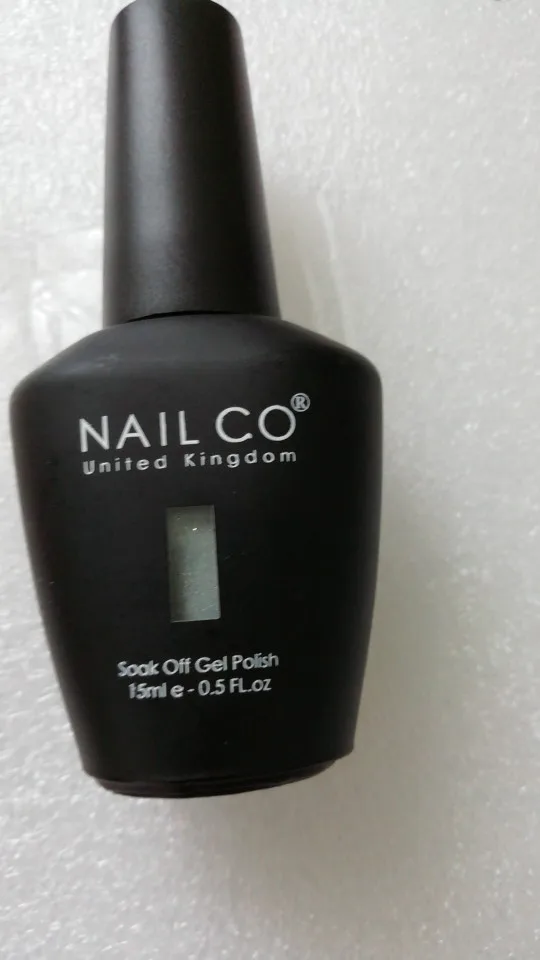 NAIL CO®
United Kingdom
Soak Off Gel Polish
15ml e - 0.5 FL.oz